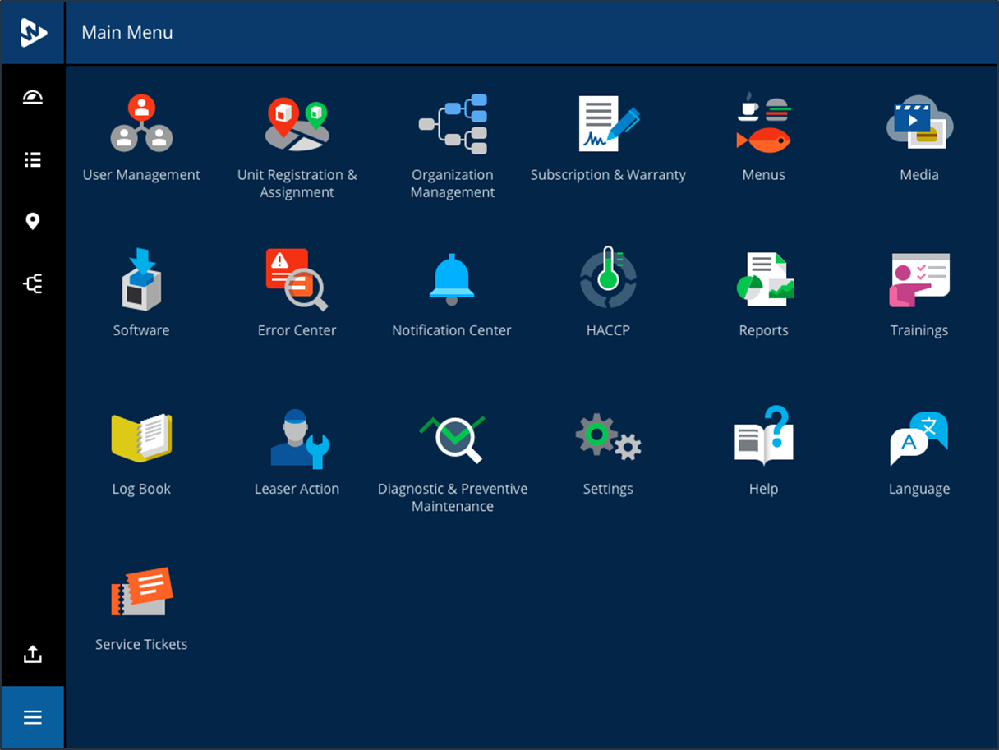 Main Menu
User Management
Unit Registration &
Assignment
Organization
Management
Subscription & Warranty
Menus
Media
Software
Error Center
Notification Center
HACCP
Reports
Trainings
Log Book
Leaser Action
Diagnostic & Preventive
Maintenance
Settings
?
Help
文
A
Language
Service Tickets